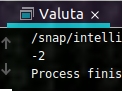 Valuta ×
/snap/intelli
-2
Process finis